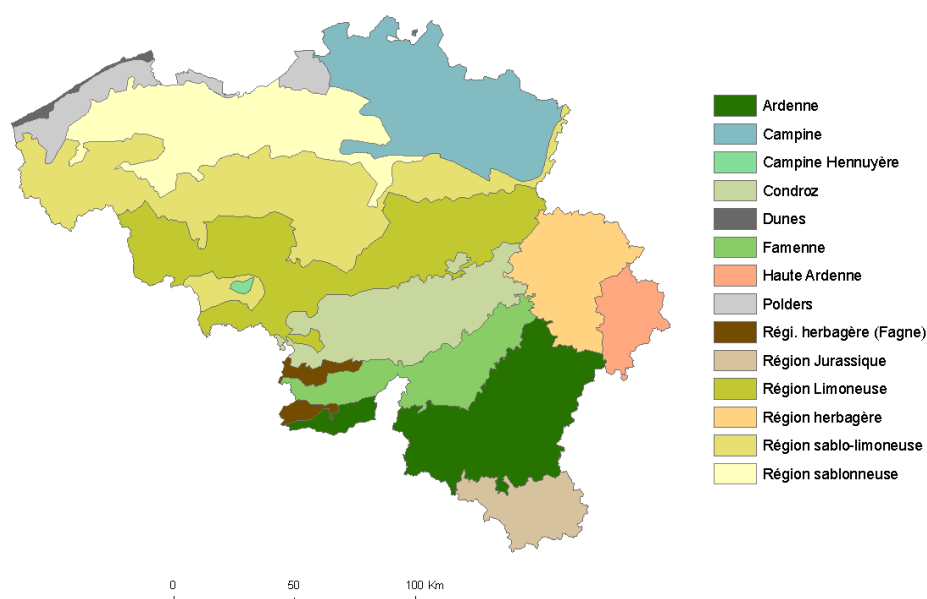 Ardenne
Campine
Campine Hennuyère
Condroz
Dunes
Famenne
Haute Ardenne
Polders
Régi. herbagère (Fagne)
Région Jurassique
Région Limoneuse
Région herbagère
Région sablo-limoneuse
Région sablonneuse
0 50 100 Km